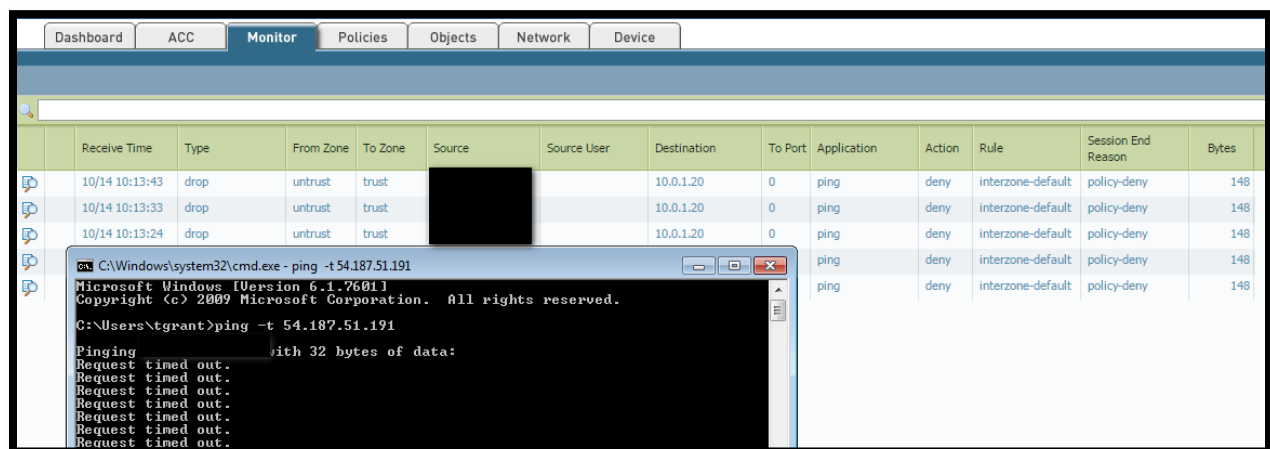 Dashboard ACC Monitor Policies Objects Network Device
Receive Time Type From Zone To Zone Source Source User Destination To Port Application Action Rule Session End Reason Bytes
10/14 10:13:43 drop untrust trust 10.0.1.20 0 ping deny interzone-default policy-deny 148
10/14 10:13:33 drop untrust trust 10.0.1.20 0 ping deny interzone-default policy-deny 148
10/14 10:13:24 drop untrust trust 10.0.1.20 0 ping deny interzone-default policy-deny 148
ping deny interzone-default policy-deny 148
ping deny interzone-default policy-deny 148
C:\Windows\system32\cmd.exe - ping -t 54.187.51.191
Microsoft Windows [Version 6.1.7601]
Copyright (c) 2009 Microsoft Corporation. All rights reserved.
C:\Users\tgrant>ping -t 54.187.51.191
Pinging with 32 bytes of data:
Request timed out.
Request timed out.
Request timed out.
Request timed out.
Request timed out.
Request timed out.
Request timed out.